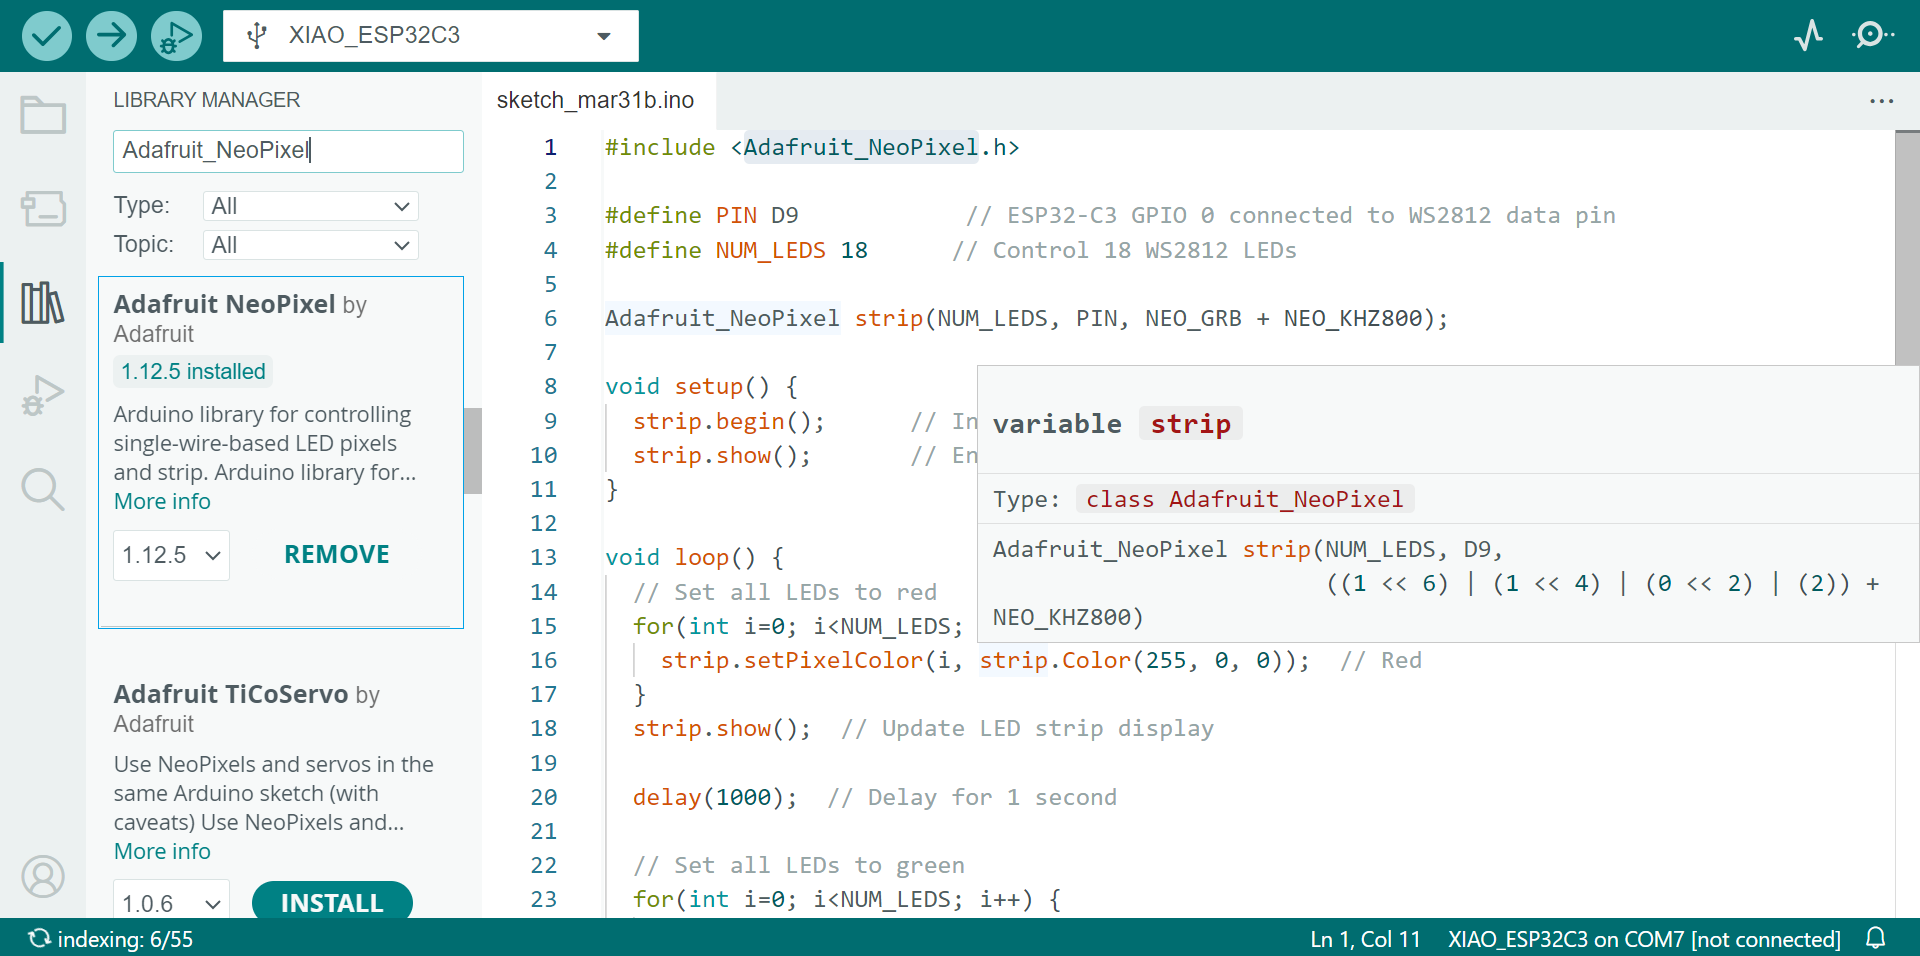 XIAO_ESP32C3
LIBRARY MANAGER
Adafruit_NeoPixel
Type: All
Topic: All
Adafruit NeoPixel by
Adafruit
1.12.5 installed
Arduino library for controlling
single-wire-based LED pixels
and strip. Arduino library for...
More info
1.12.5 REMOVE
Adafruit TiCoServo by
Adafruit
Use NeoPixels and servos in the
same Arduino sketch (with
caveats) Use NeoPixels and...
More info
1.0.6 INSTALL
sketch_mar31b.ino
1 #include <Adafruit_NeoPixel.h>
2
3 #define PIN D9 // ESP32-C3 GPIO 0 connected to WS2812 data pin
4 #define NUM_LEDS 18 // Control 18 WS2812 LEDs
5
6 Adafruit_NeoPixel strip(NUM_LEDS, PIN, NEO_GRB + NEO_KHZ800);
7
8 void setup() {
9 strip.begin(); // In
10 strip.show(); // En
11 }
12
13 void loop() {
14 // Set all LEDs to red
15 for(int i=0; i<NUM_LEDS;
16 strip.setPixelColor(i, strip.Color(255, 0, 0)); // Red
17 }
18 strip.show(); // Update LED strip display
19
20 delay(1000); // Delay for 1 second
21
22 // Set all LEDs to green
23 for(int i=0; i<NUM_LEDS; i++) {
variable strip
Type: class Adafruit_NeoPixel
Adafruit_NeoPixel strip(NUM_LEDS, D9,
((1 << 6) | (1 << 4) | (0 << 2) | (2)) +
NEO_KHZ800)
indexing: 6/55
Ln 1, Col 11 XIAO_ESP32C3 on COM7 [not connected]